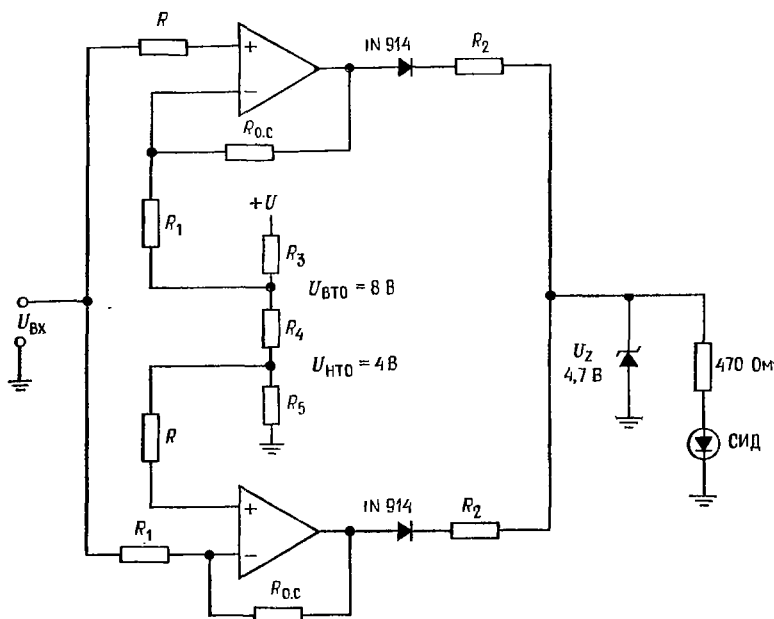 R
+
−
IN 914
R2
Rо.с
R1
+U
R3
UВТО = 8 В
UВХ
R4
UНТО = 4 В
R5
R
UZ
4,7 В
470 Ом
СИД
+
−
IN 914
R2
R1
Rо.с